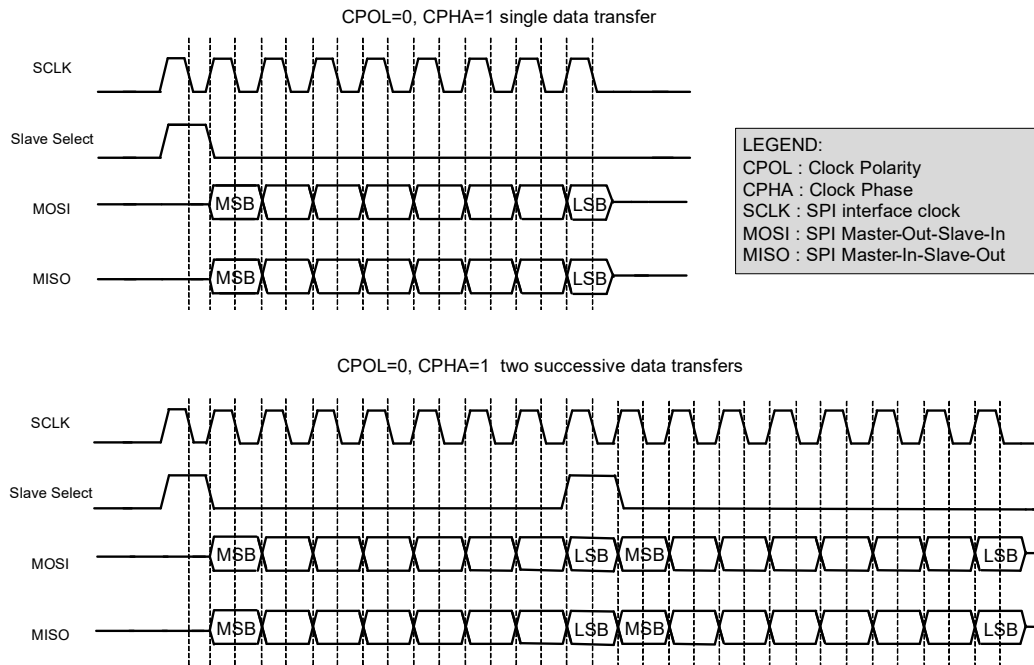 CPOL=0, CPHA=1 single data transfer
SCLK
Slave Select
MOSI
MSB
LSB
MISO
MSB
LSB
LEGEND:
CPOL : Clock Polarity
CPHA : Clock Phase
SCLK : SPI interface clock
MOSI : SPI Master-Out-Slave-In
MISO : SPI Master-In-Slave-Out
CPOL=0, CPHA=1 two successive data transfers
SCLK
Slave Select
MOSI
MSB
LSB
MSB
LSB
MISO
MSB
LSB
MSB
LSB